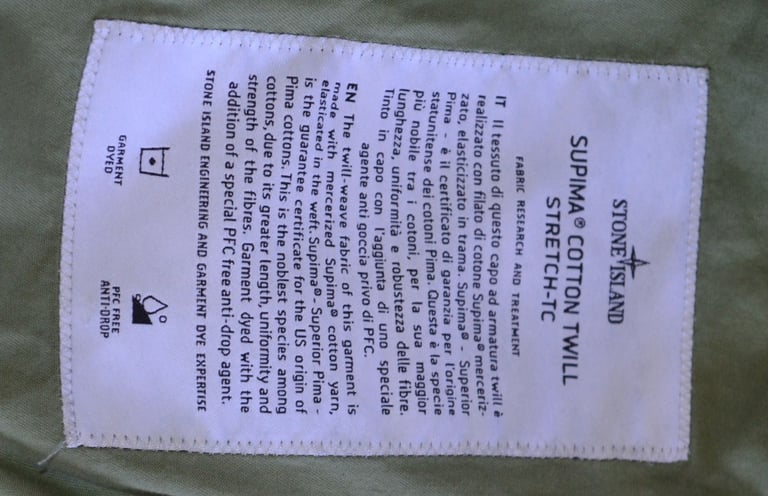 STONE ISLAND
SUPIMA® COTTON TWILL
STRETCH-TC
FABRIC RESEARCH AND TREATMENT
IT Il tessuto di questo capo ad armatura twill è
realizzato con filato di cotone Supima® merceriz-
zato, elasticizzato in trama. Supima® - Superior
Pima - è il certificato di garanzia per l'origine
statunitense dei cotoni Pima. Questa è la specie
più nobile tra i cotoni, per la sua maggior
lunghezza, uniformità e robustezza delle fibre.
Tinto in capo con l'aggiunta di uno speciale
agente anti goccia privo di PFC.
EN The twill-weave fabric of this garment is
made with mercerized Supima® cotton yarn,
elasticated in the weft. Supima® - Superior Pima -
is the guarantee certificate for the US origin of
Pima cottons. This is the noblest species among
cottons, due to its greater length, uniformity and
strength of the fibres. Garment dyed with the
addition of a special PFC free anti-drop agent.
STONE ISLAND ENGINEERING AND GARMENT DYE EXPERTISE
GARMENT
DYED
PFC FREE
ANTI-DROP